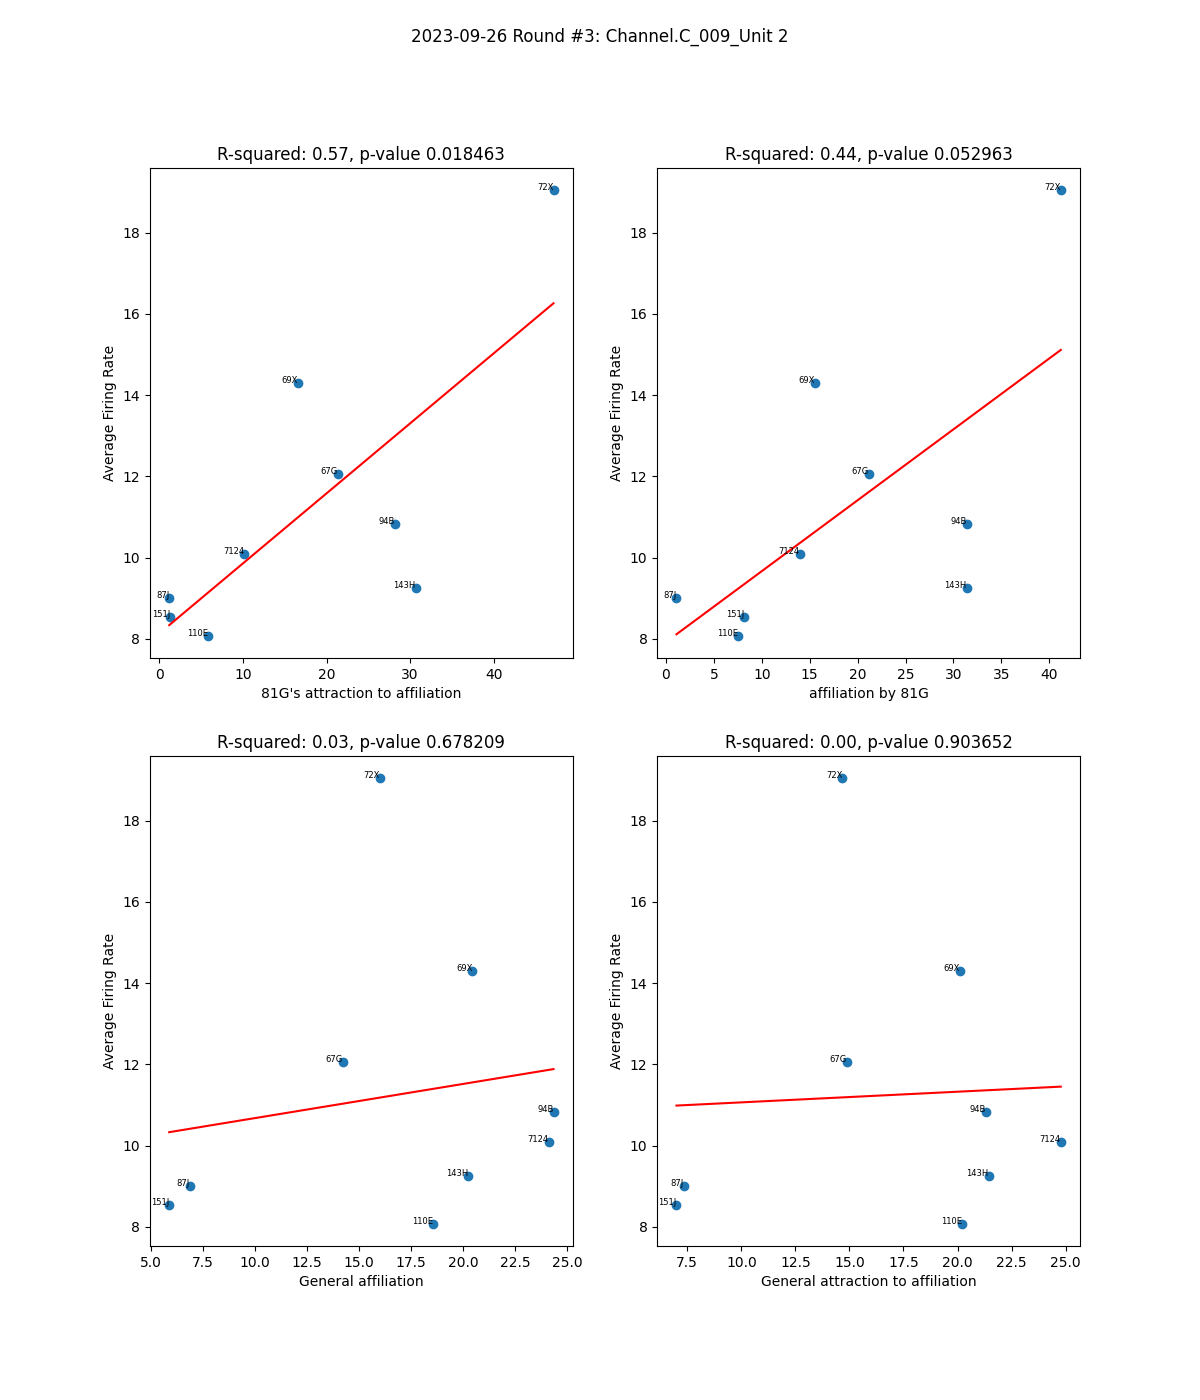 2023-09-26 Round #3: Channel.C_009_Unit 2
R-squared: 0.57, p-value 0.018463
Average Firing Rate
18
16
14
12
10
8
72X
69X
67G
94B
7124
143H
87J
151J
110E
0 10 20 30 40
81G's attraction to affiliation
R-squared: 0.44, p-value 0.052963
Average Firing Rate
18
16
14
12
10
8
72X
69X
67G
94B
7124
143H
87J
151J
110E
0 5 10 15 20 25 30 35 40
affiliation by 81G
R-squared: 0.03, p-value 0.678209
Average Firing Rate
18
16
14
12
10
8
72X
69X
67G
94B
7124
143H
87J
151J
110E
5.0 7.5 10.0 12.5 15.0 17.5 20.0 22.5 25.0
General affiliation
R-squared: 0.00, p-value 0.903652
Average Firing Rate
18
16
14
12
10
8
72X
69X
67G
94B
7124
143H
87J
151J
110E
7.5 10.0 12.5 15.0 17.5 20.0 22.5 25.0
General attraction to affiliation